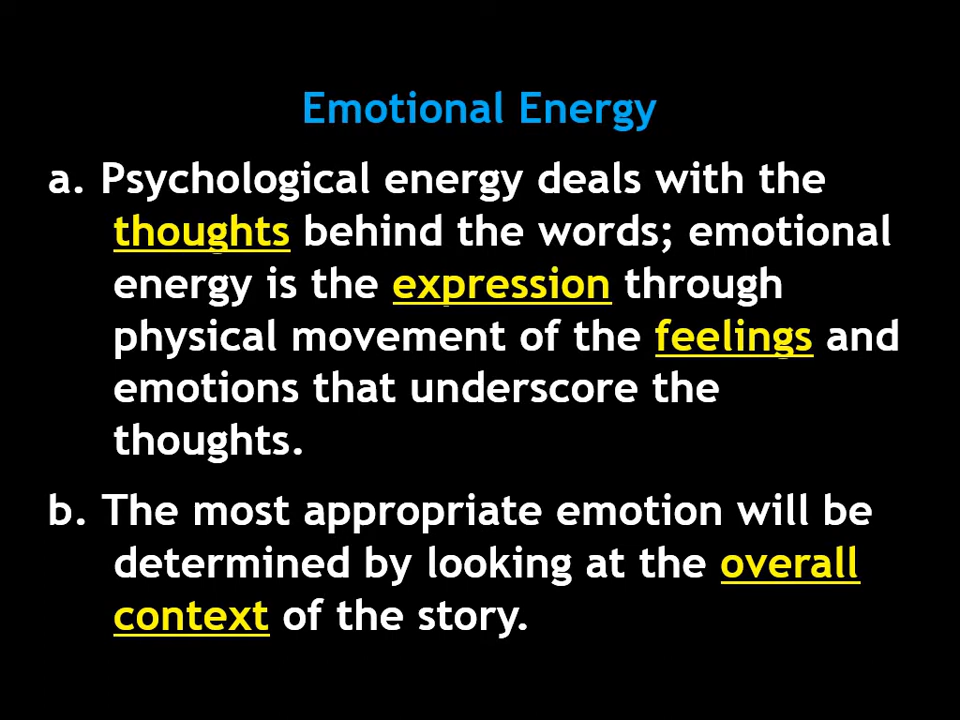 Emotional Energy
a. Psychological energy deals with the
thoughts behind the words; emotional
energy is the expression through
physical movement of the feelings and
emotions that underscore the
thoughts.
b. The most appropriate emotion will be
determined by looking at the overall
context of the story.